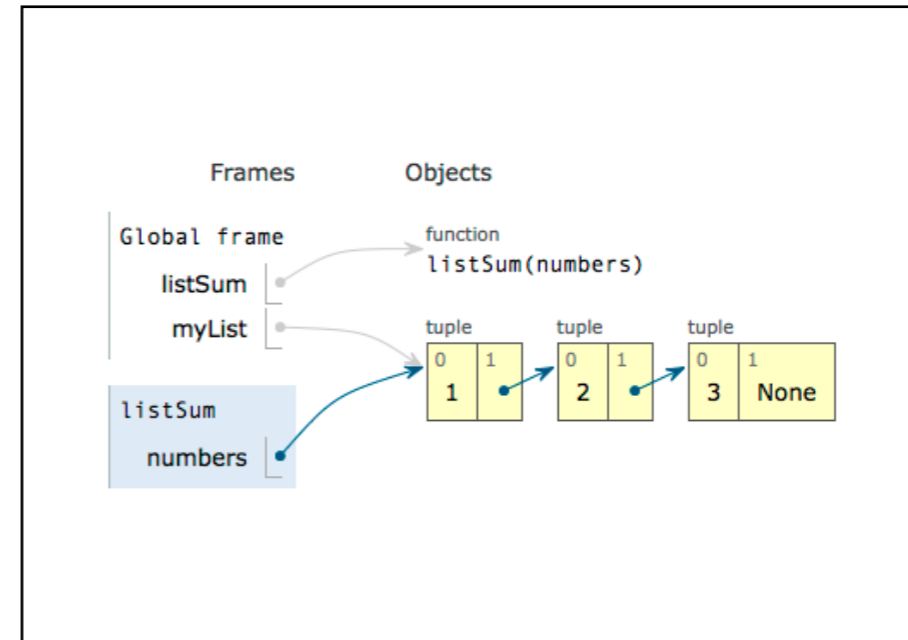 Frames Objects
Global frame
listSum
myList
function
listSum(numbers)
tuple tuple tuple
0 1 0 1 0 1
1 2 3 None
listSum
numbers